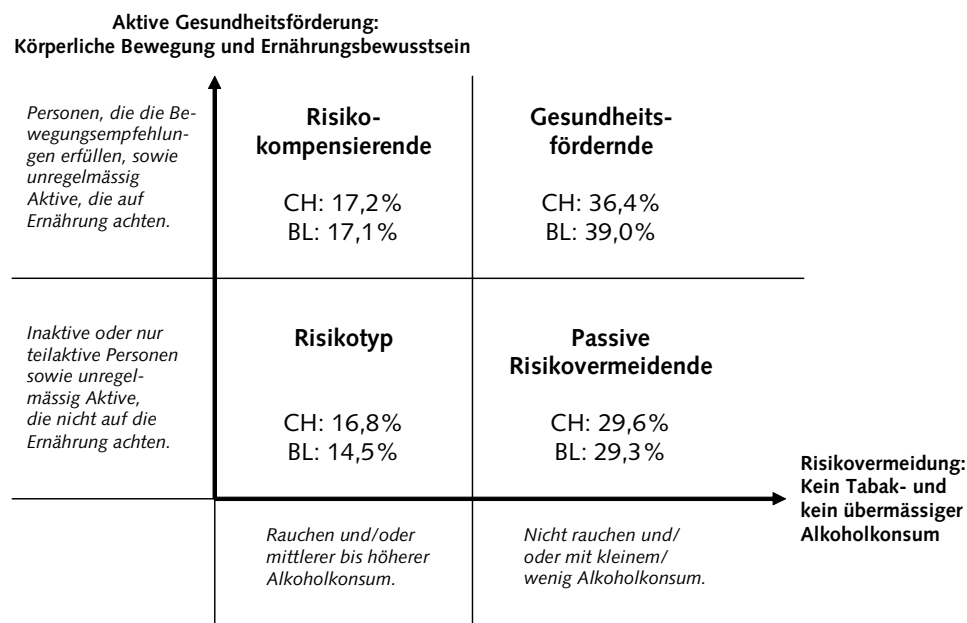 Aktive Gesundheitsförderung:
Körperliche Bewegung und Ernährungsbewusstsein
Personen, die die Be-
wegungsempfehlun-
gen erfüllen, sowie
unregelmässig
Aktive, die auf
Ernährung achten.
Risiko-
kompensierende
CH: 17,2%
BL: 17,1%
Gesundheits-
fördernde
CH: 36,4%
BL: 39,0%
Inaktive oder nur
teilaktive Personen
sowie unregel-
mässig Aktive,
die nicht auf die
Ernährung achten.
Risikotyp
CH: 16,8%
BL: 14,5%
Passive
Risikovermeidende
CH: 29,6%
BL: 29,3%
Risikovermeidung:
Kein Tabak- und
kein übermässiger
Alkoholkonsum
Rauchen und/oder
mittlerer bis höherer
Alkoholkonsum.
Nicht rauchen und/
oder mit kleinem/
wenig Alkoholkonsum.